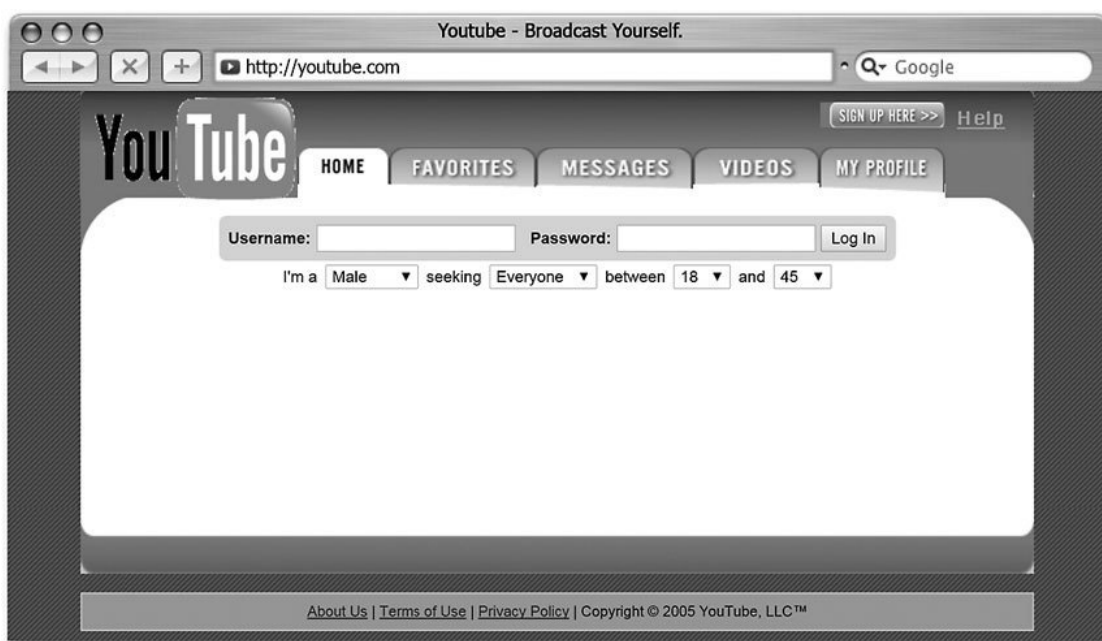 Youtube - Broadcast Yourself.
http://youtube.com
Google
SIGN UP HERE >> Help
YouTube
HOME FAVORITES MESSAGES VIDEOS MY PROFILE
Username: Password: Log In
I'm a Male seeking Everyone between 18 and 45
About Us | Terms of Use | Privacy Policy | Copyright © 2005 YouTube, LLC™